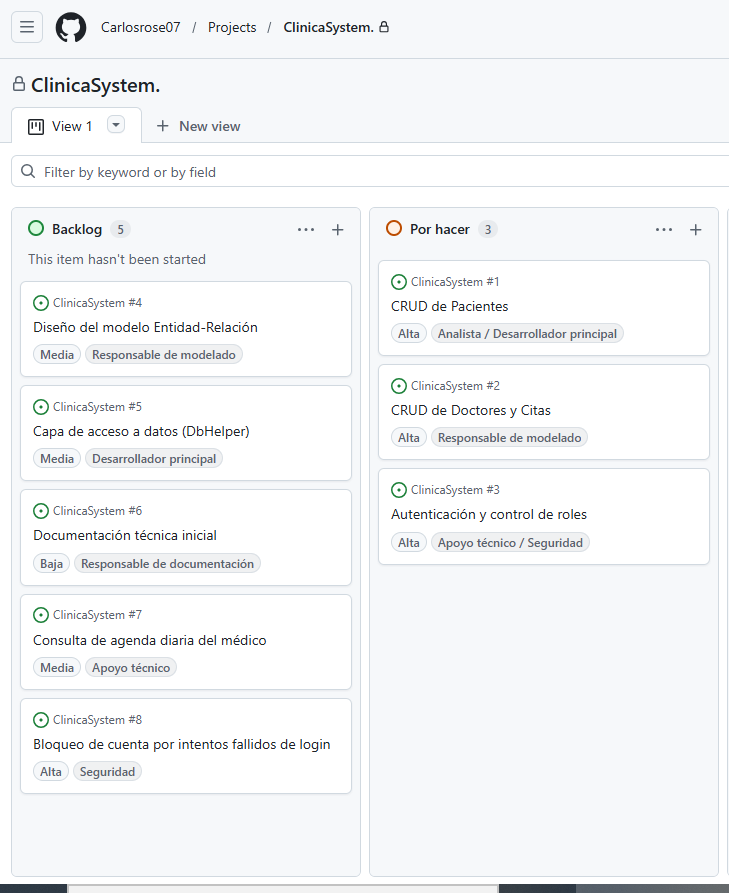 Carlosrose07 / Projects / ClinicaSystem.
ClinicaSystem.
View 1
New view
Filter by keyword or by field
Backlog 5
This item hasn't been started
ClinicaSystem #4
Diseño del modelo Entidad-Relación
Media Responsable de modelado
ClinicaSystem #5
Capa de acceso a datos (DbHelper)
Media Desarrollador principal
ClinicaSystem #6
Documentación técnica inicial
Baja Responsable de documentación
ClinicaSystem #7
Consulta de agenda diaria del médico
Media Apoyo técnico
ClinicaSystem #8
Bloqueo de cuenta por intentos fallidos de login
Alta Seguridad
Por hacer 3
ClinicaSystem #1
CRUD de Pacientes
Alta Analista / Desarrollador principal
ClinicaSystem #2
CRUD de Doctores y Citas
Alta Responsable de modelado
ClinicaSystem #3
Autenticación y control de roles
Alta Apoyo técnico / Seguridad